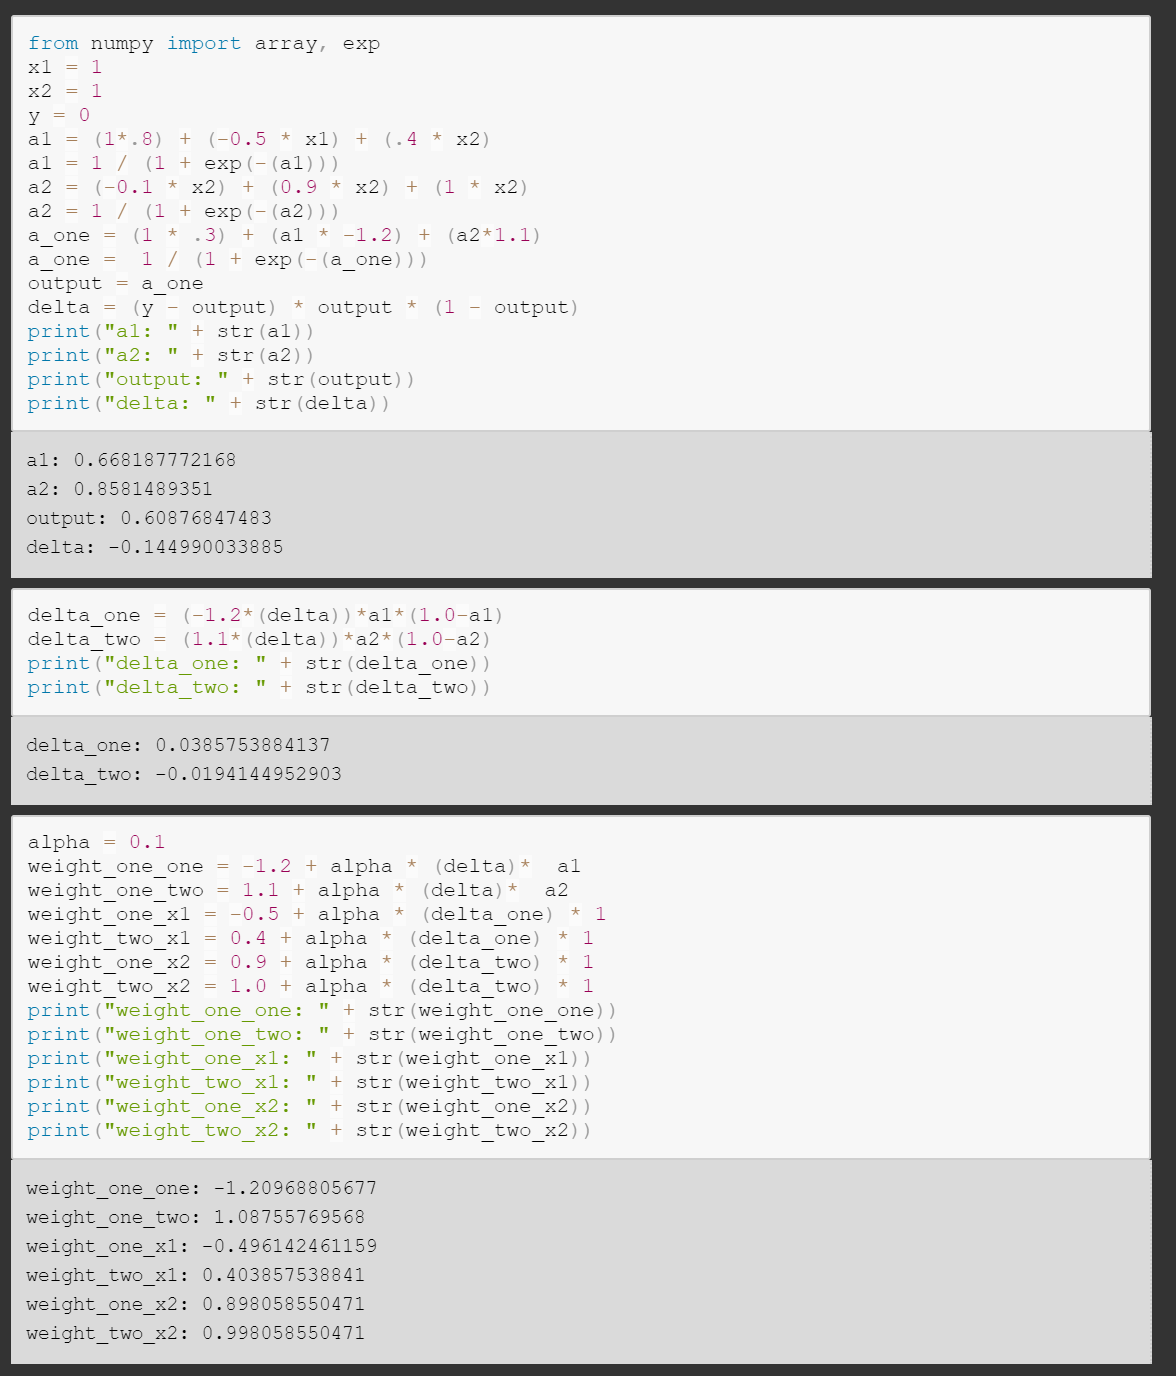 from numpy import array, exp
x1 = 1
x2 = 1
y = 0
a1 = (1*.8) + (-0.5 * x1) + (.4 * x2)
a1 = 1 / (1 + exp(-(a1)))
a2 = (-0.1 * x2) + (0.9 * x2) + (1 * x2)
a2 = 1 / (1 + exp(-(a2)))
a_one = (1 * .3) + (a1 * -1.2) + (a2*1.1)
a_one =  1 / (1 + exp(-(a_one)))
output = a_one
delta = (y - output) * output * (1 - output)
print("a1: " + str(a1))
print("a2: " + str(a2))
print("output: " + str(output))
print("delta: " + str(delta))
a1: 0.668187772168
a2: 0.8581489351
output: 0.60876847483
delta: -0.144990033885
delta_one = (-1.2*(delta))*a1*(1.0-a1)
delta_two = (1.1*(delta))*a2*(1.0-a2)
print("delta_one: " + str(delta_one))
print("delta_two: " + str(delta_two))
delta_one: 0.0385753884137
delta_two: -0.0194144952903
alpha = 0.1
weight_one_one = -1.2 + alpha * (delta)*  a1
weight_one_two = 1.1 + alpha * (delta)*  a2
weight_one_x1 = -0.5 + alpha * (delta_one) * 1
weight_two_x1 = 0.4 + alpha * (delta_one) * 1
weight_one_x2 = 0.9 + alpha * (delta_two) * 1
weight_two_x2 = 1.0 + alpha * (delta_two) * 1
print("weight_one_one: " + str(weight_one_one))
print("weight_one_two: " + str(weight_one_two))
print("weight_one_x1: " + str(weight_one_x1))
print("weight_two_x1: " + str(weight_two_x1))
print("weight_one_x2: " + str(weight_one_x2))
print("weight_two_x2: " + str(weight_two_x2))
weight_one_one: -1.20968805677
weight_one_two: 1.08755769568
weight_one_x1: -0.496142461159
weight_two_x1: 0.403857538841
weight_one_x2: 0.898058550471
weight_two_x2: 0.998058550471